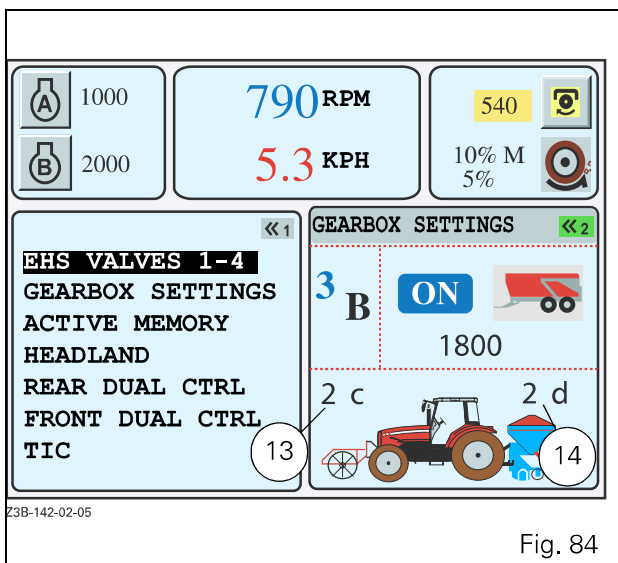 A 1000
B 2000
790 RPM
5.3 KPH
540
10% M
5%
1
EHS VALVES 1-4
GEARBOX SETTINGS
ACTIVE MEMORY
HEADLAND
REAR DUAL CTRL
FRONT DUAL CTRL
TIC
GEARBOX SETTINGS 2
3
B
ON
1800
2 c
2 d
13
14
Z3B-142-02-05
Fig. 84